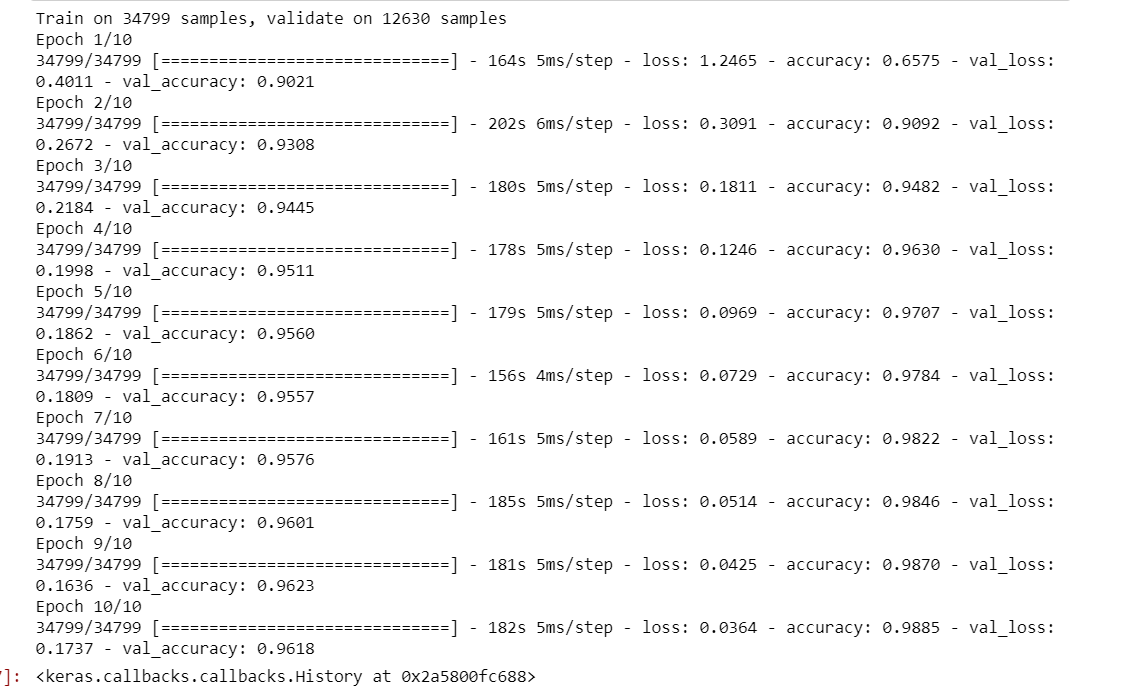 Train on 34799 samples, validate on 12630 samples
Epoch 1/10
34799/34799 [==============================] - 164s 5ms/step - loss: 1.2465 - accuracy: 0.6575 - val_loss:
0.4011 - val_accuracy: 0.9021
Epoch 2/10
34799/34799 [==============================] - 202s 6ms/step - loss: 0.3091 - accuracy: 0.9092 - val_loss:
0.2672 - val_accuracy: 0.9308
Epoch 3/10
34799/34799 [==============================] - 180s 5ms/step - loss: 0.1811 - accuracy: 0.9482 - val_loss:
0.2184 - val_accuracy: 0.9445
Epoch 4/10
34799/34799 [==============================] - 178s 5ms/step - loss: 0.1246 - accuracy: 0.9630 - val_loss:
0.1998 - val_accuracy: 0.9511
Epoch 5/10
34799/34799 [==============================] - 179s 5ms/step - loss: 0.0969 - accuracy: 0.9707 - val_loss:
0.1862 - val_accuracy: 0.9560
Epoch 6/10
34799/34799 [==============================] - 156s 4ms/step - loss: 0.0729 - accuracy: 0.9784 - val_loss:
0.1809 - val_accuracy: 0.9557
Epoch 7/10
34799/34799 [==============================] - 161s 5ms/step - loss: 0.0589 - accuracy: 0.9822 - val_loss:
0.1913 - val_accuracy: 0.9576
Epoch 8/10
34799/34799 [==============================] - 185s 5ms/step - loss: 0.0514 - accuracy: 0.9846 - val_loss:
0.1759 - val_accuracy: 0.9601
Epoch 9/10
34799/34799 [==============================] - 181s 5ms/step - loss: 0.0425 - accuracy: 0.9870 - val_loss:
0.1636 - val_accuracy: 0.9623
Epoch 10/10
34799/34799 [==============================] - 182s 5ms/step - loss: 0.0364 - accuracy: 0.9885 - val_loss:
0.1737 - val_accuracy: 0.9618
]: <keras.callbacks.callbacks.History at 0x2a5800fc688>